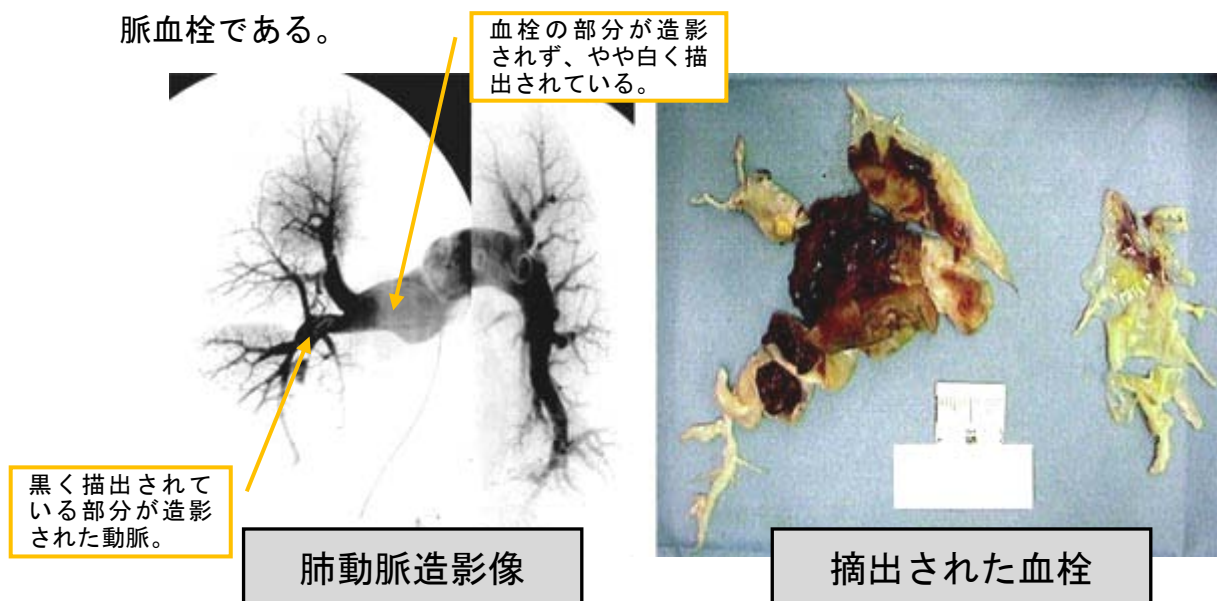 脈血栓である。
血栓の部分が造影
されず、やや白く描
出されている。
黒く描出されて
いる部分が造影
された動脈。
肺動脈造影像
摘出された血栓